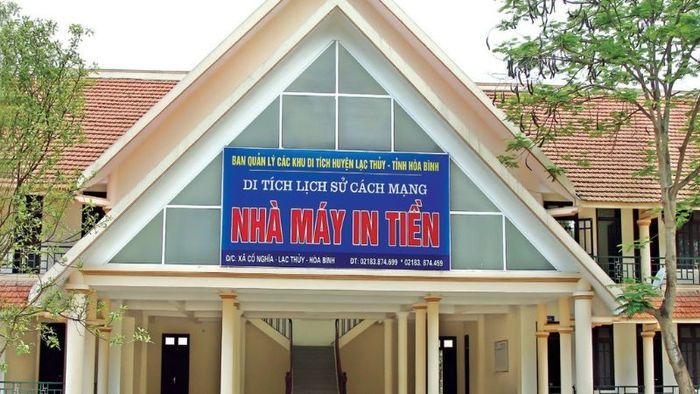 BAN QUẢN LÝ CÁC KHU DI TÍCH HUYỆN LẠC THỦY - TỈNH HÒA BÌNH
DI TÍCH LỊCH SỬ CÁCH MẠNG
NHÀ MÁY IN TIỀN
Đ/C: XÃ CỐ NGHĨA - LẠC THỦY - HÒA BÌNH ĐT: 02183.874.699 * 02183. 874.459